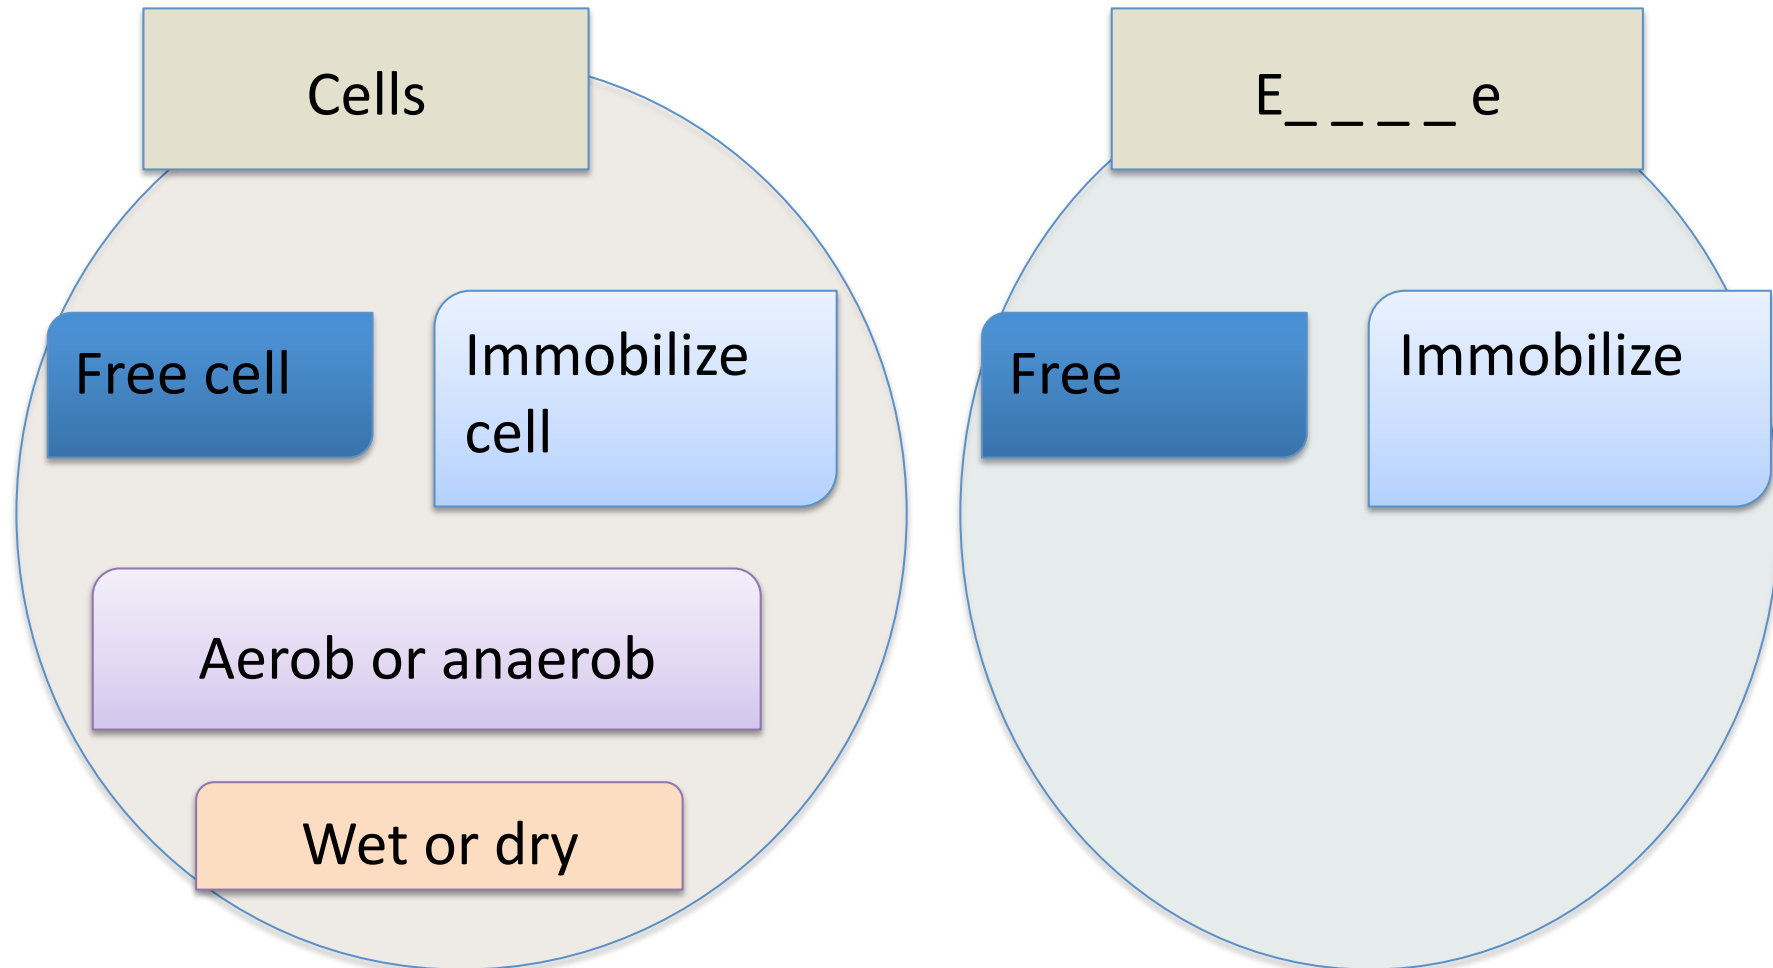 Cells
E_ _ _ _ e
Free cell
Immobilize
cell
Free
Immobilize
Aerob or anaerob
Wet or dry